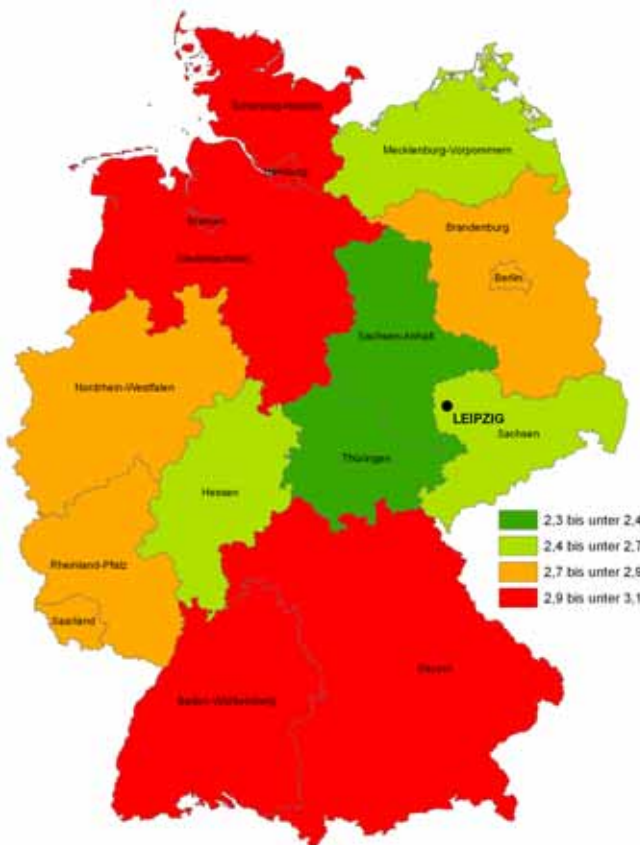 Schleswig-Holstein
Mecklenburg-Vorpommern
Hamburg
Brandenburg
Bremen
Niedersachsen
Berlin
Sachsen-Anhalt
Nordrhein-Westfalen
LEIPZIG
Sachsen
Thüringen
Hessen
2,3 bis unter 2,4
2,4 bis unter 2,7
2,7 bis unter 2,9
2,9 bis unter 3,1
Rheinland-Pfalz
Saarland
Bayern
Baden-Württemberg